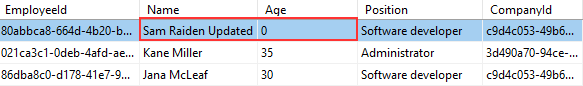 EmployeeId Name Age Position CompanyId
80abbca8-664d-4b20-b... Sam Raiden Updated 0 Software developer c9d4c053-49b6...
021ca3c1-0deb-4afd-ae... Kane Miller 35 Administrator 3d490a70-94ce-...
86dba8c0-d178-41e7-9... Jana McLeaf 30 Software developer c9d4c053-49b6...